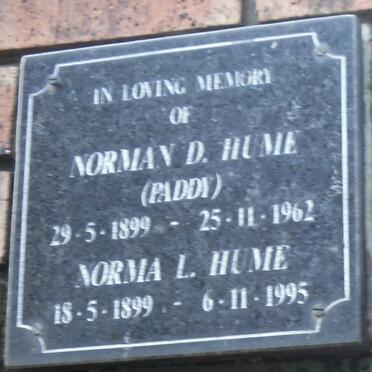 IN LOVING MEMORY
OF
NORMAN D. HUME
(PADDY)
29-5-1899 - 25-11-1962
NORMA L. HUME
18-5-1899 - 6-11-1995